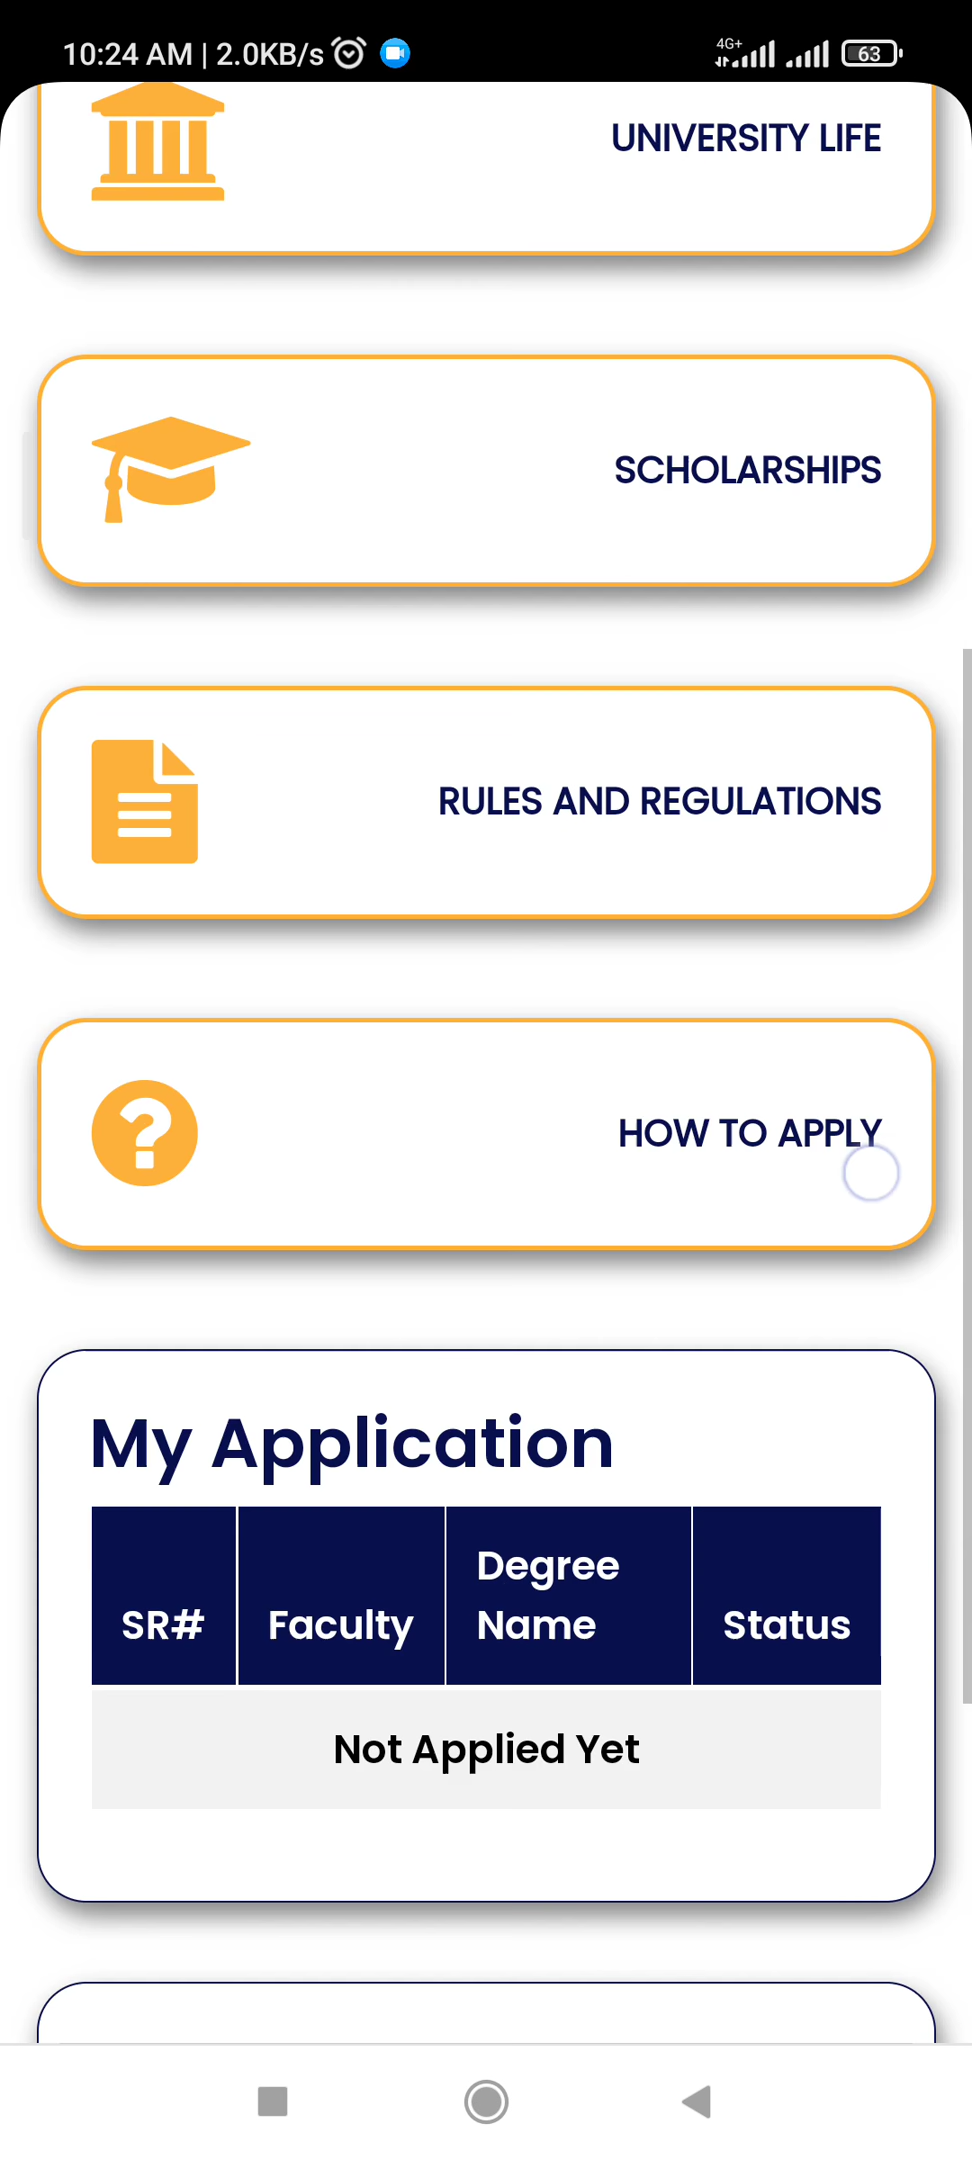 10:24 AM | 2.0KB/s
4G+
63
UNIVERSITY LIFE
SCHOLARSHIPS
RULES AND REGULATIONS
HOW TO APPLY
My Application
SR# Faculty Degree Name Status
Not Applied Yet